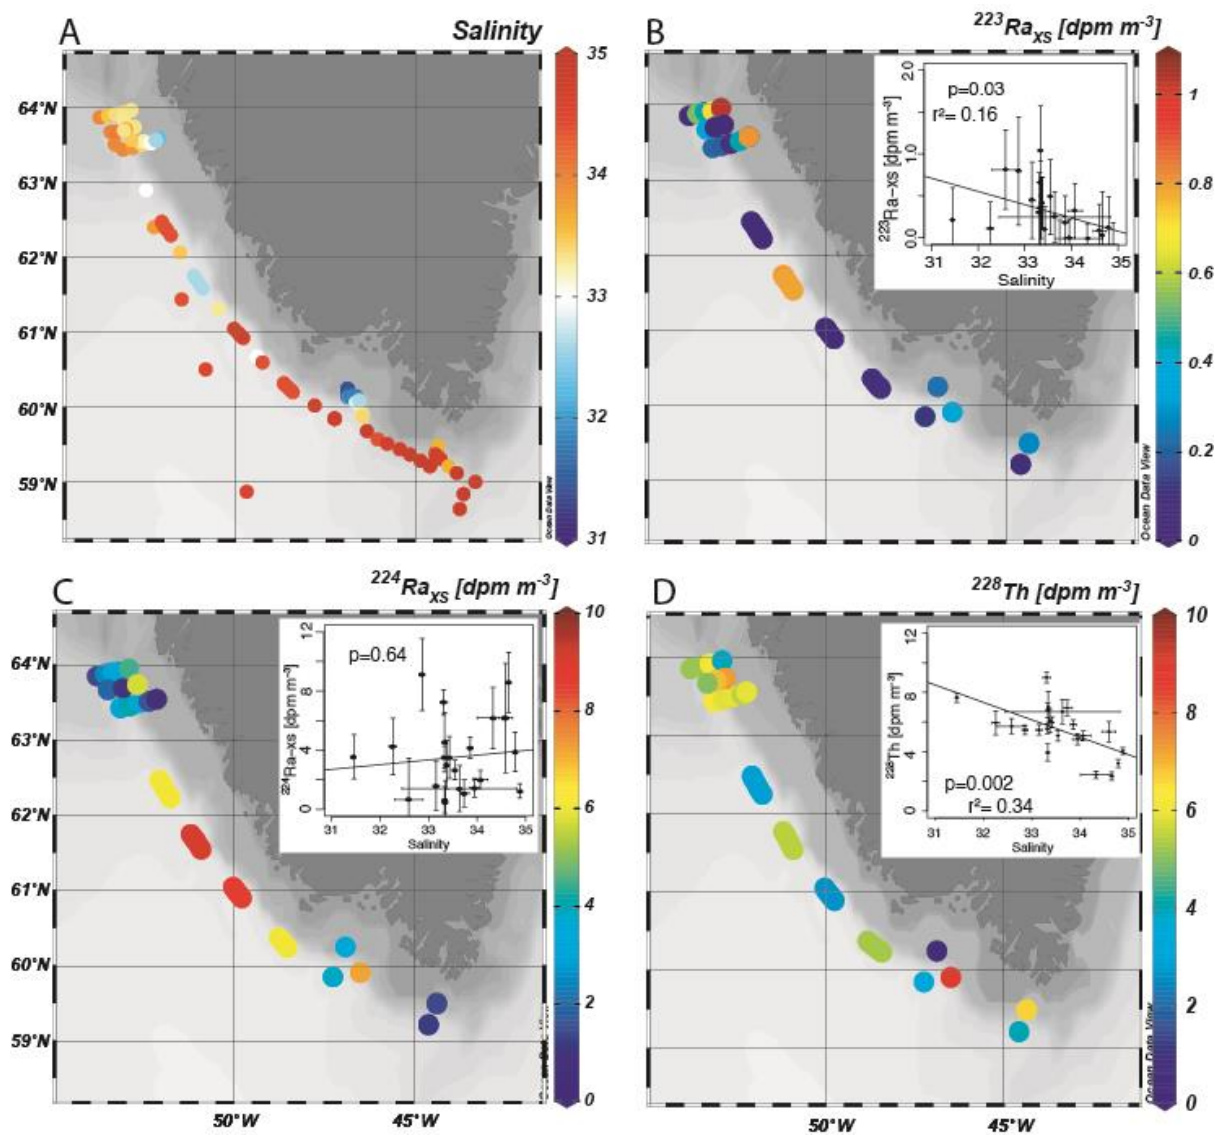 A
Salinity
64°N
63°N
62°N
61°N
60°N
59°N
35
34
33
32
31
Ocean Data View
B
²²³Ra_XS [dpm m⁻³]
p=0.03
r²= 0.16
²²³Ra−xs [dpm m⁻³]
2.0
1.0
0.0
31 32 33 34 35
Salinity
1
0.8
0.6
0.4
0.2
0
Ocean Data View
C
²²⁴Ra_XS [dpm m⁻³]
64°N
63°N
62°N
61°N
60°N
59°N
50°W 45°W
p=0.64
²²⁴Ra−xs [dpm m⁻³]
12
8
4
0
31 32 33 34 35
Salinity
10
8
6
4
2
0
D
²²⁸Th [dpm m⁻³]
p=0.002
r²= 0.34
²²⁸Th [dpm m⁻³]
12
8
4
0
31 32 33 34 35
Salinity
50°W 45°W
10
8
6
4
2
0
Ocean Data View